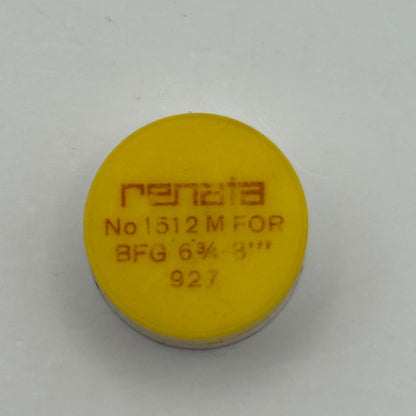 renata
No 1512 M FOR
BFG 6¾-8'''
927